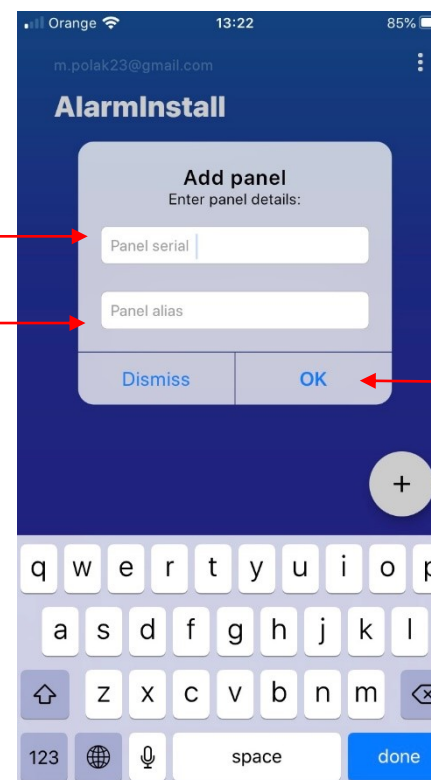 Orange 13:22 85%
m.polak23@gmail.com
AlarmInstall
Add panel
Enter panel details:
Panel serial
Panel alias
Dismiss OK
+
q w e r t y u i o p
a s d f g h j k l
z x c v b n m
123 space done